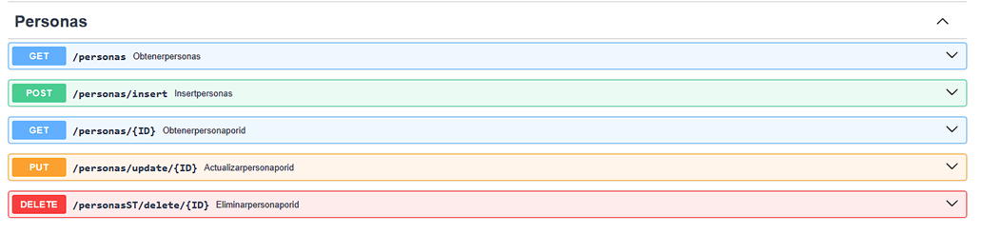 Personas
GET /personas Obtenerpersonas
POST /personas/insert Insertpersonas
GET /personas/{ID} Obtenerpersonaporid
PUT /personas/update/{ID} Actualizarpersonaporid
DELETE /personasST/delete/{ID} Eliminarpersonaporid